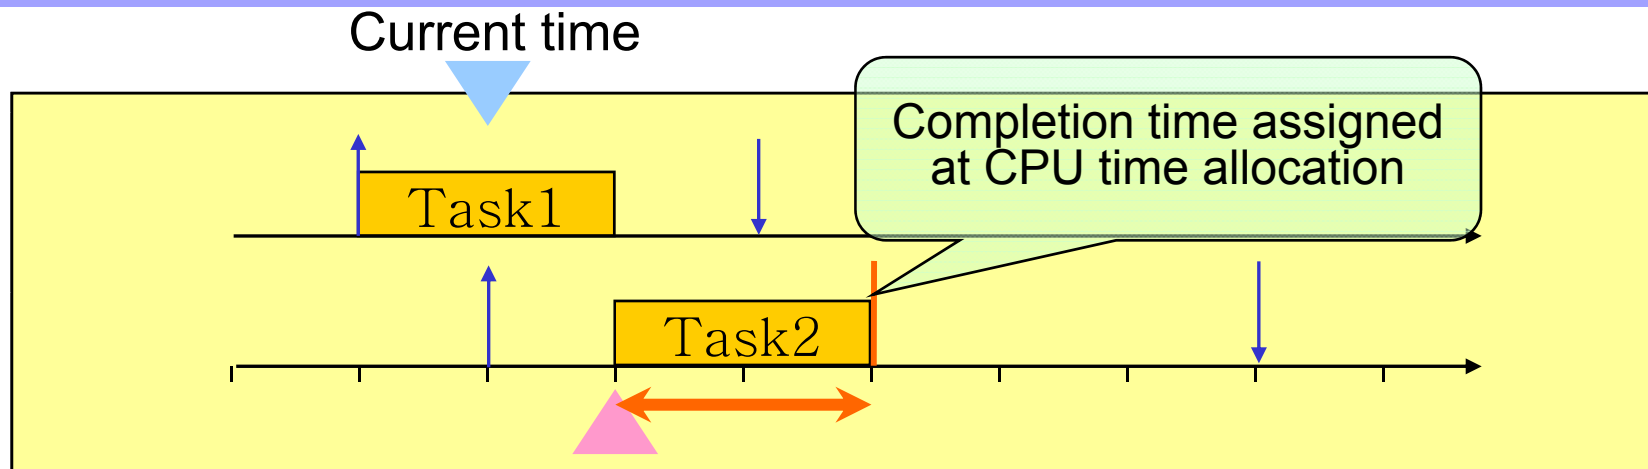 Current time
Completion time assigned
at CPU time allocation
Task1
Task2